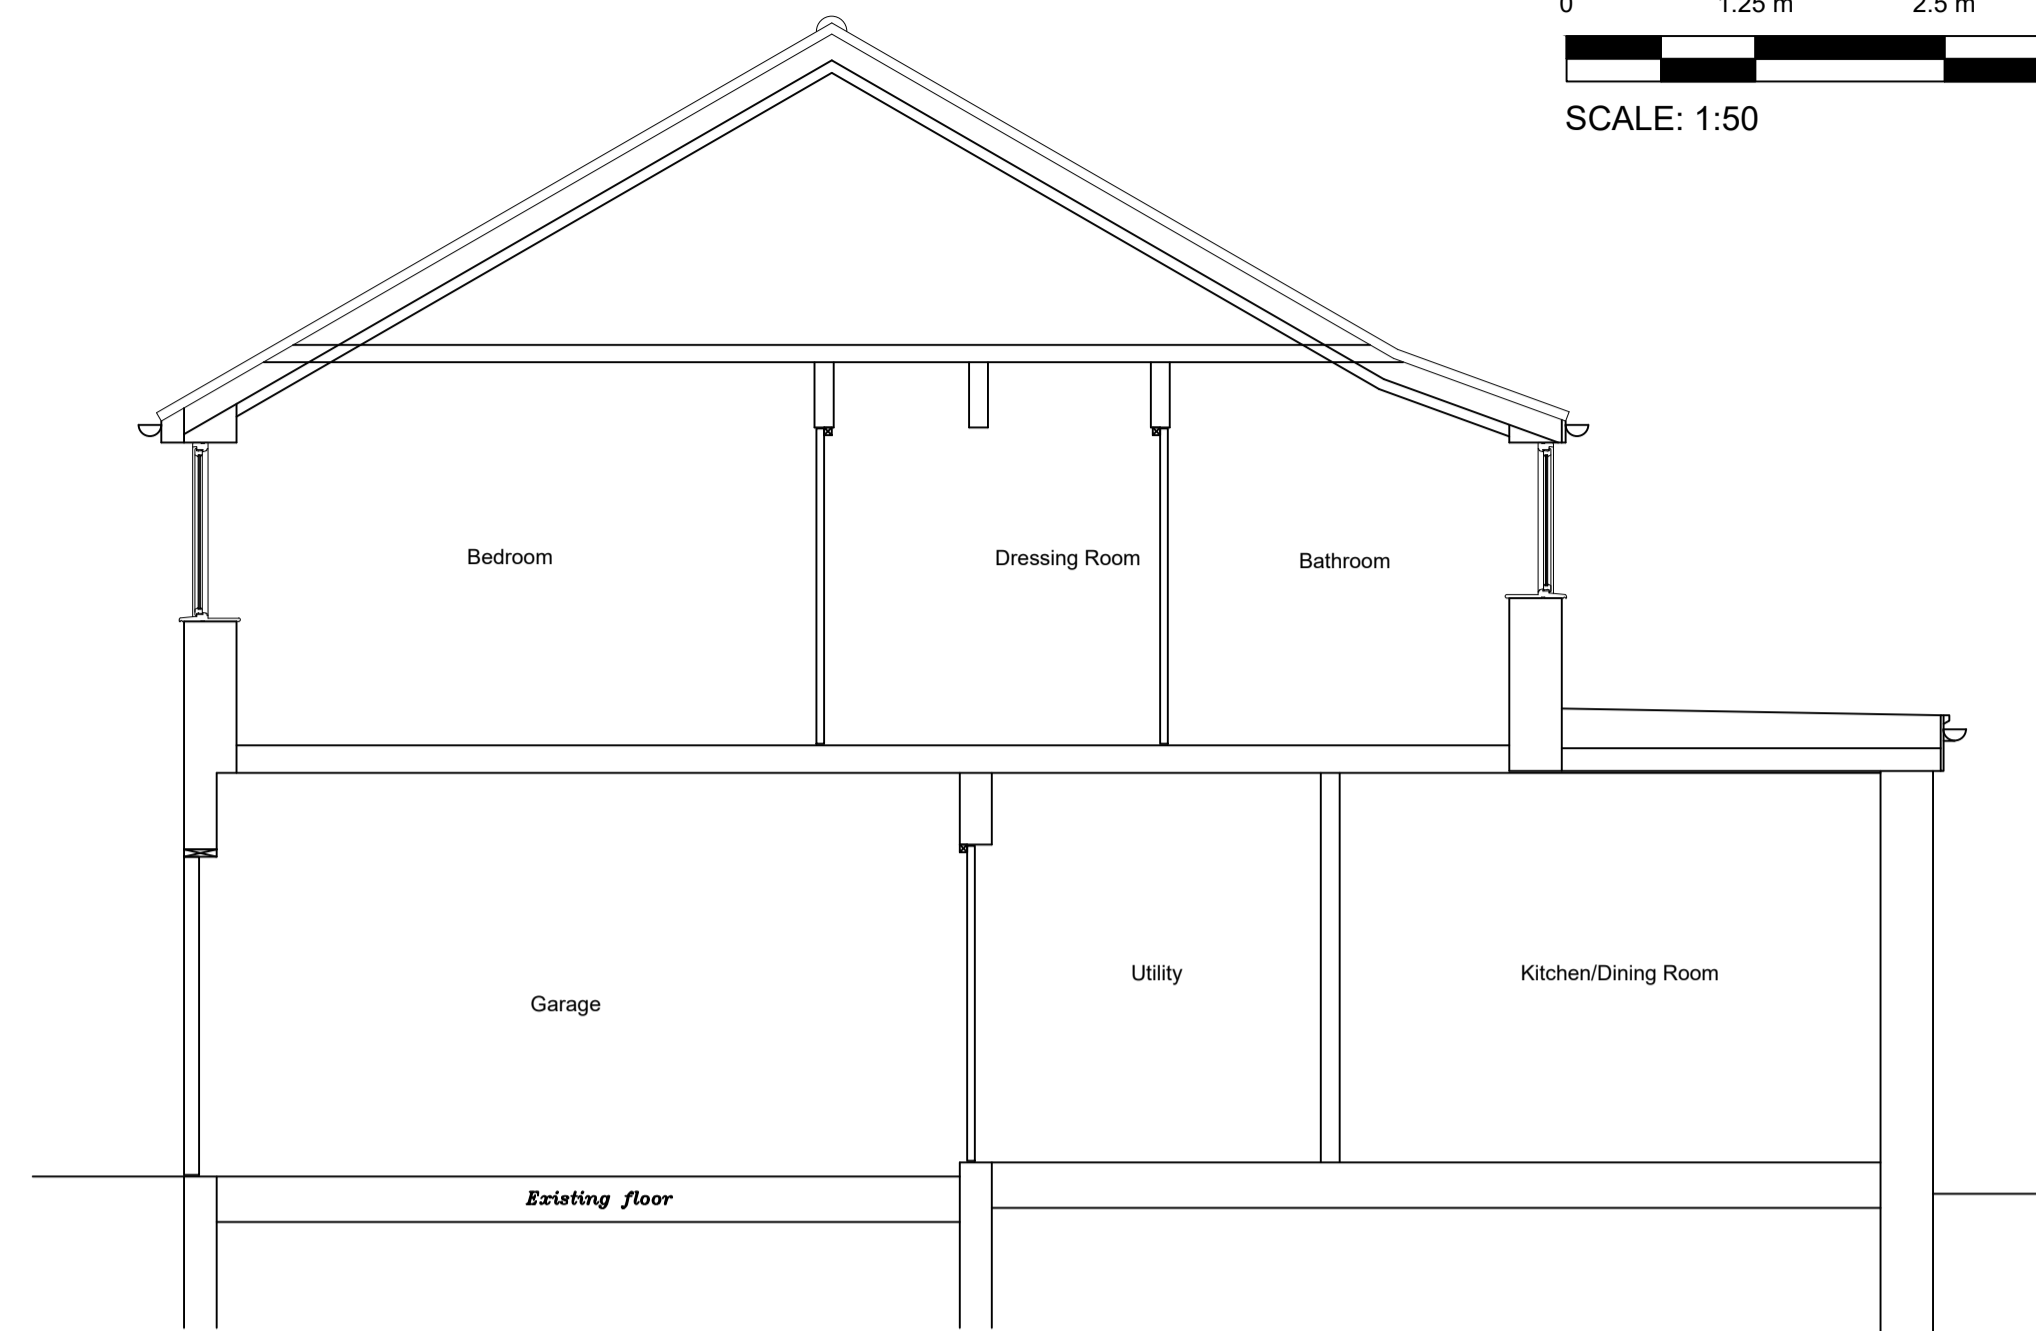 0 1.25 m 2.5 m
SCALE: 1:50
Bedroom
Dressing Room
Bathroom
Utility
Kitchen/Dining Room
Garage
Existing floor